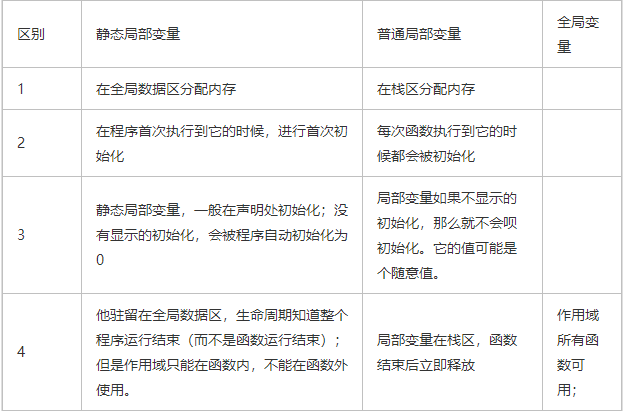 区别
静态局部变量
普通局部变量
全局变
量
1
在全局数据区分配内存
在栈区分配内存
2
在程序首次执行到它的时候，进行首次初
始化
每次函数执行到它的时
候都会被初始化
3
静态局部变量，一般在声明处初始化；没
有显示的初始化，会被程序自动初始化为
0
局部变量如果不显示的
初始化，那么就不会呗
初始化。它的值可能是
个随意值。
4
他驻留在全局数据区，生命周期知道整个
程序运行结束（而不是函数运行结束）；
但是作用域只能在函数内，不能在函数外
使用。
局部变量在栈区，函数
结束后立即释放
作用域
所有函
数可
用；